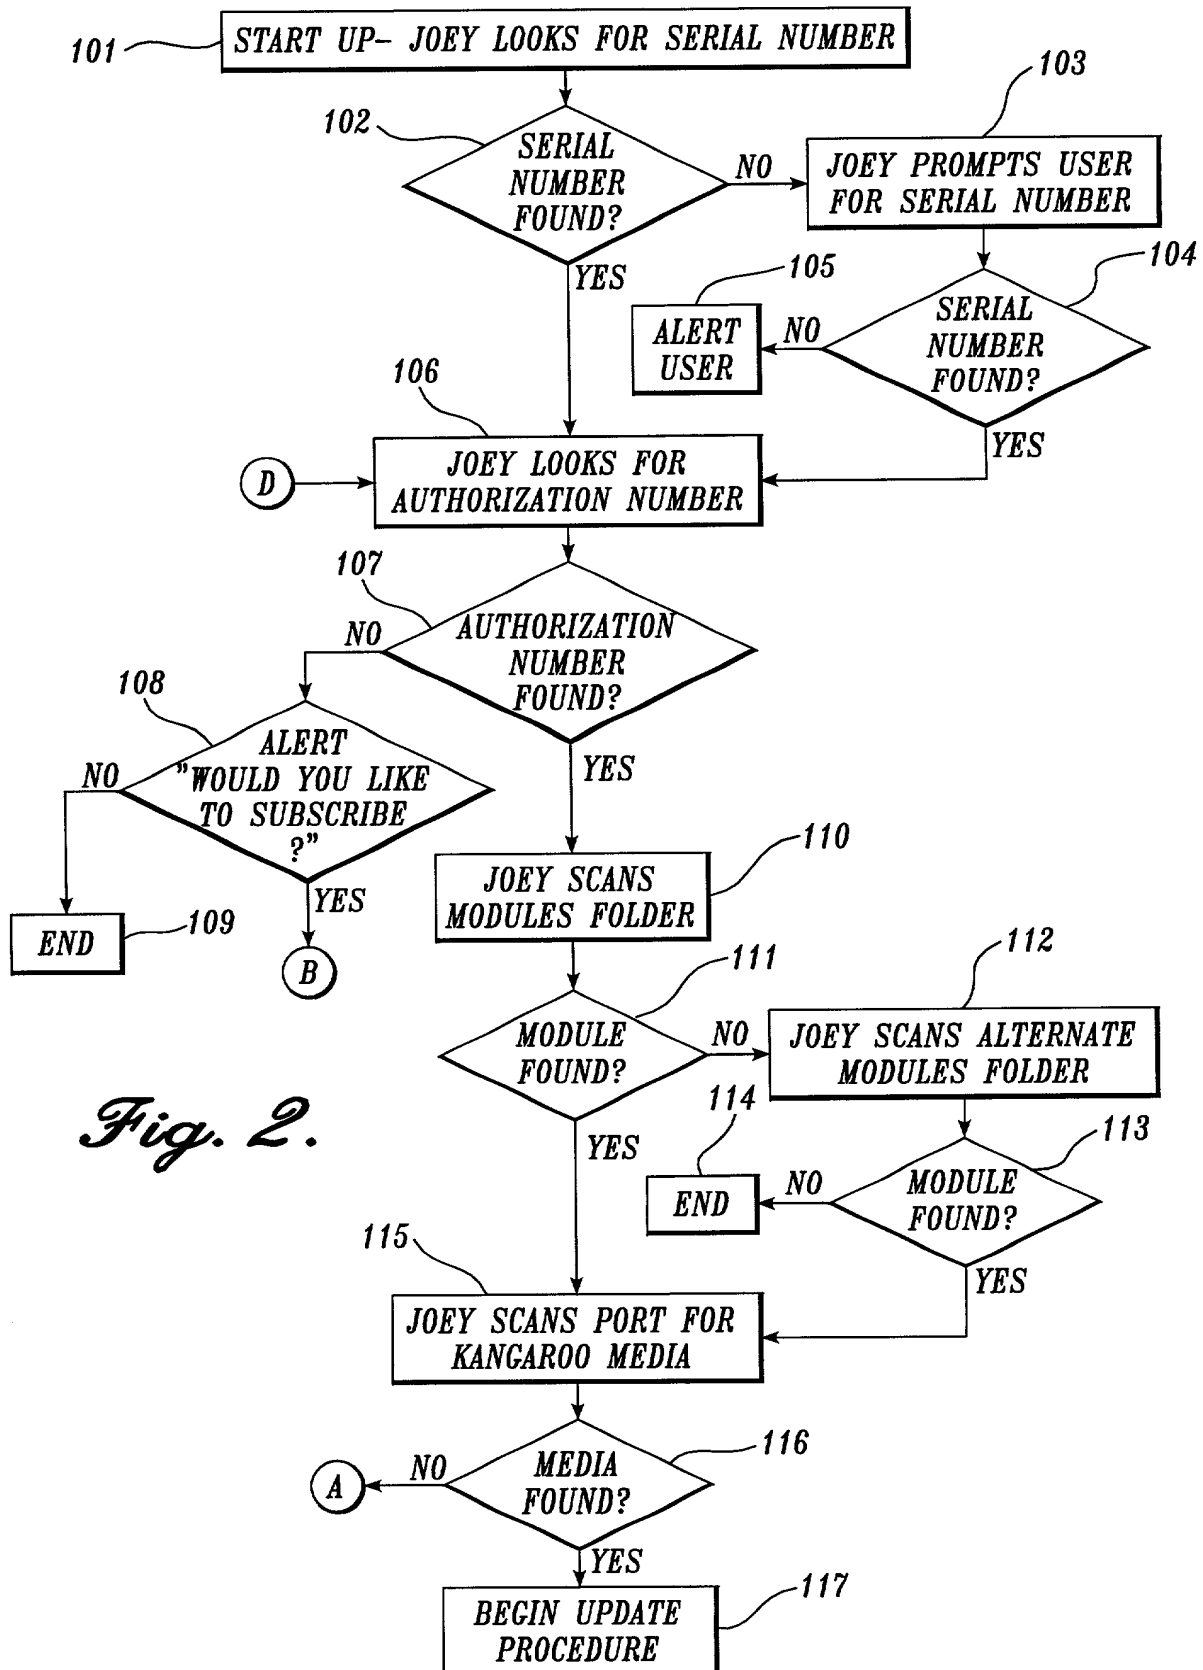 101
START UP- JOEY LOOKS FOR SERIAL NUMBER
102
SERIAL
NUMBER
FOUND?
NO
103
JOEY PROMPTS USER
FOR SERIAL NUMBER
YES
105
ALERT
USER
NO
104
SERIAL
NUMBER
FOUND?
YES
106
D
JOEY LOOKS FOR
AUTHORIZATION NUMBER
107
NO
AUTHORIZATION
NUMBER
FOUND?
YES
108
NO
ALERT
"WOULD YOU LIKE
TO SUBSCRIBE
?"
YES
109
END
B
110
JOEY SCANS
MODULES FOLDER
111
MODULE
FOUND?
NO
112
JOEY SCANS ALTERNATE
MODULES FOLDER
YES
114
END
NO
113
MODULE
FOUND?
YES
Fig. 2.
115
JOEY SCANS PORT FOR
KANGAROO MEDIA
116
A
NO
MEDIA
FOUND?
YES
117
BEGIN UPDATE
PROCEDURE